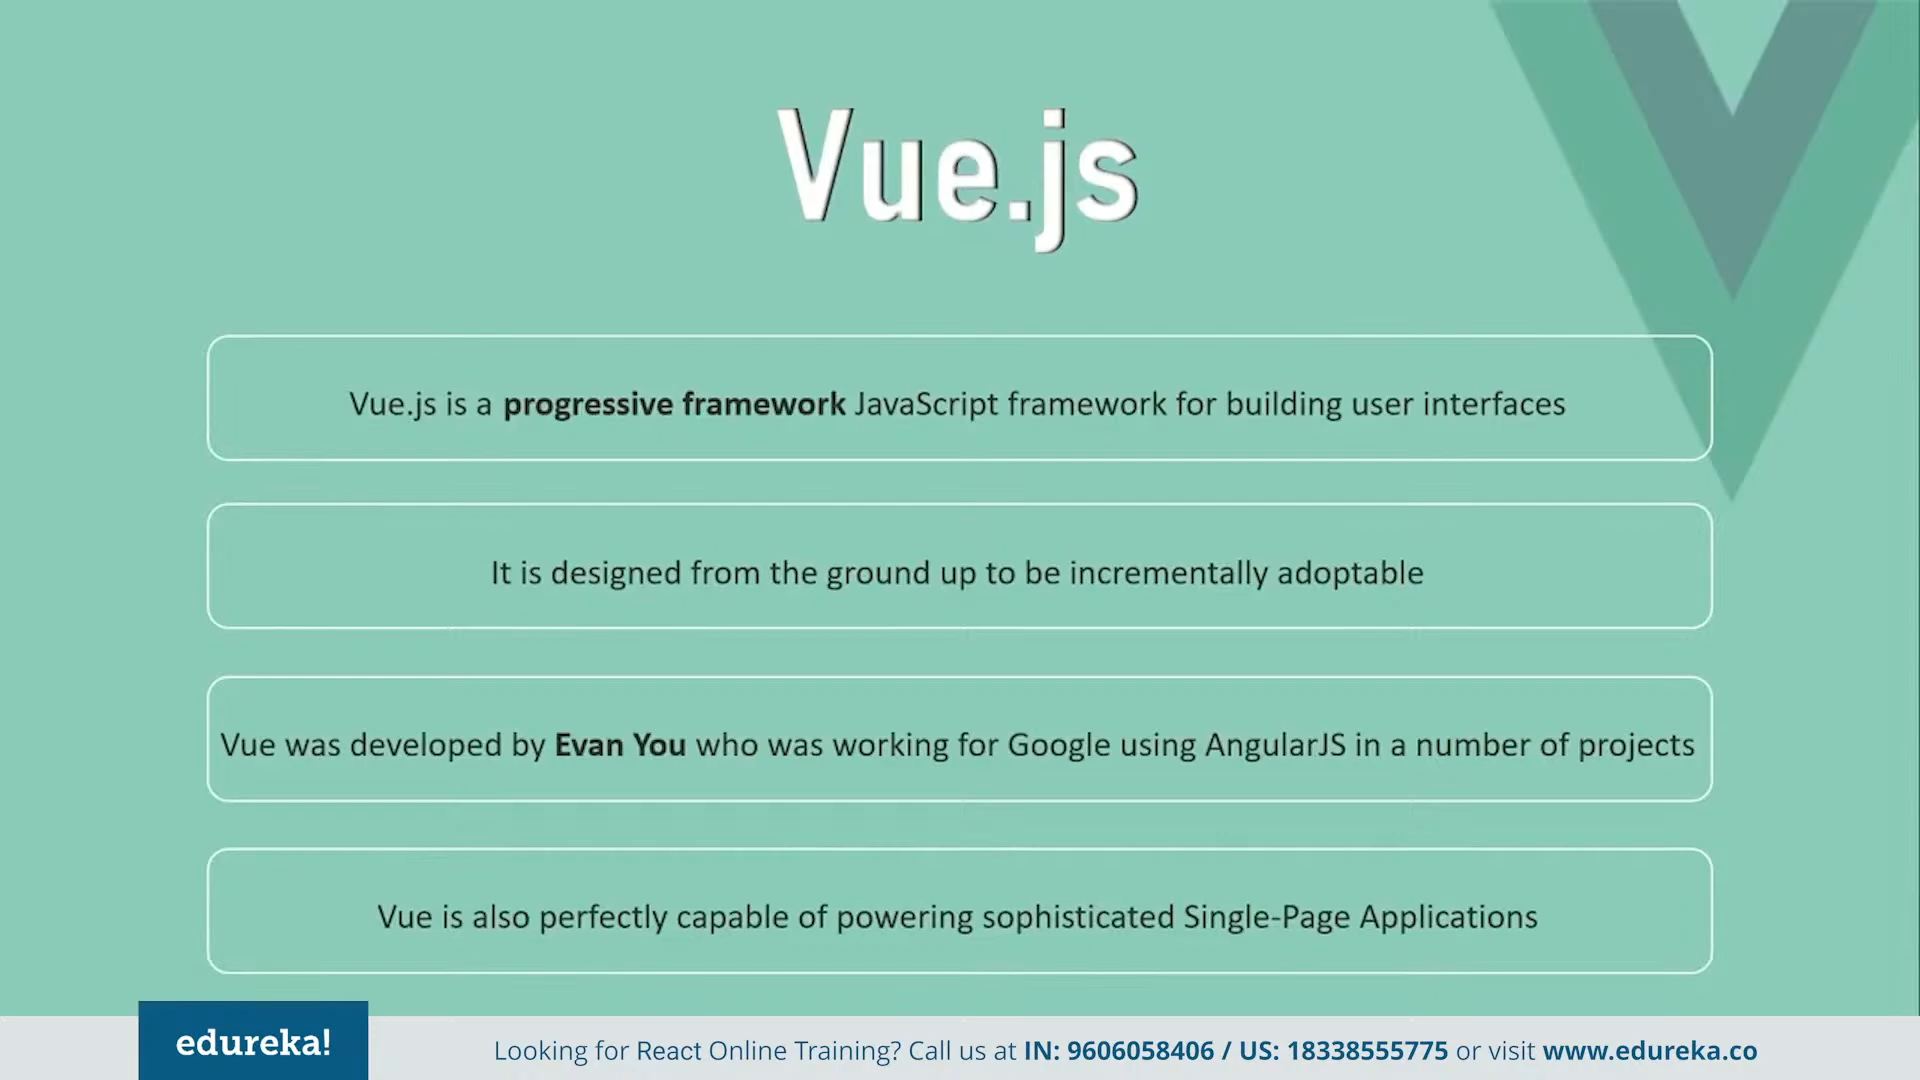 Vue.js
Vue.js is a progressive framework JavaScript framework for building user interfaces
It is designed from the ground up to be incrementally adoptable
Vue was developed by Evan You who was working for Google using AngularJS in a number of projects
Vue is also perfectly capable of powering sophisticated Single-Page Applications
edureka!
Looking for React Online Training? Call us at IN: 9606058406 / US: 18338555775 or visit www.edureka.co